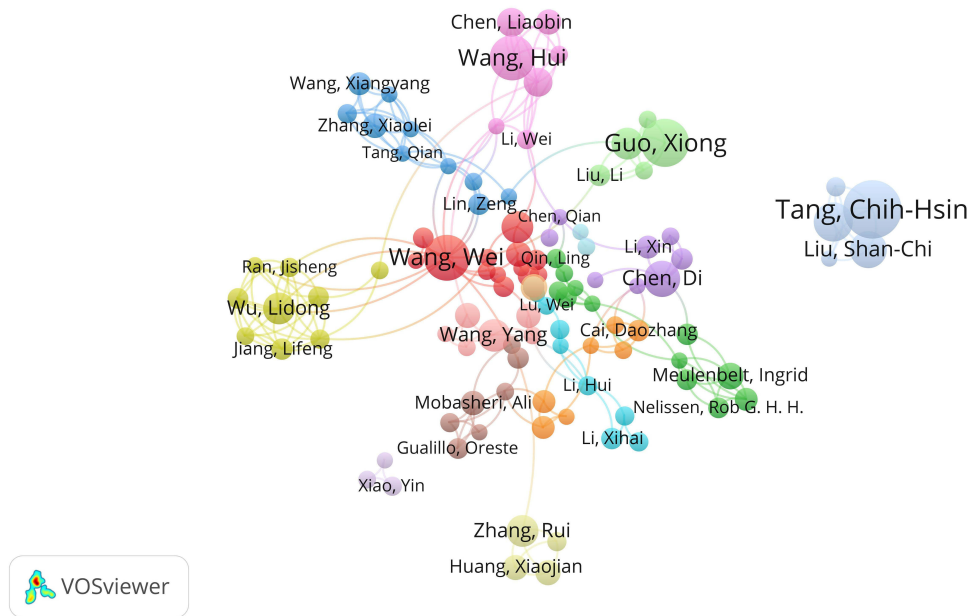 Chen, Liaobin
Wang, Hui
Wang, Xiangyang
Zhang, Xiaolei
Tang, Qian
Li, Wei
Guo, Xiong
Liu, Li
Lin, Zeng
Chen, Qian
Tang, Chih-Hsin
Liu, Shan-Chi
Wang, Wei
Qin, Ling
Li, Xin
Chen, Di
Ran, Jisheng
Wu, Lidong
Jiang, Lifeng
Lu, Wei
Wang, Yang
Cai, Daozhang
Meulenbelt, Ingrid
Li, Hui
Nelissen, Rob G. H. H.
Mobasheri, Ali
Gualillo, Oreste
Li, Xihai
Xiao, Yin
Zhang, Rui
Huang, Xiaojian
VOSviewer